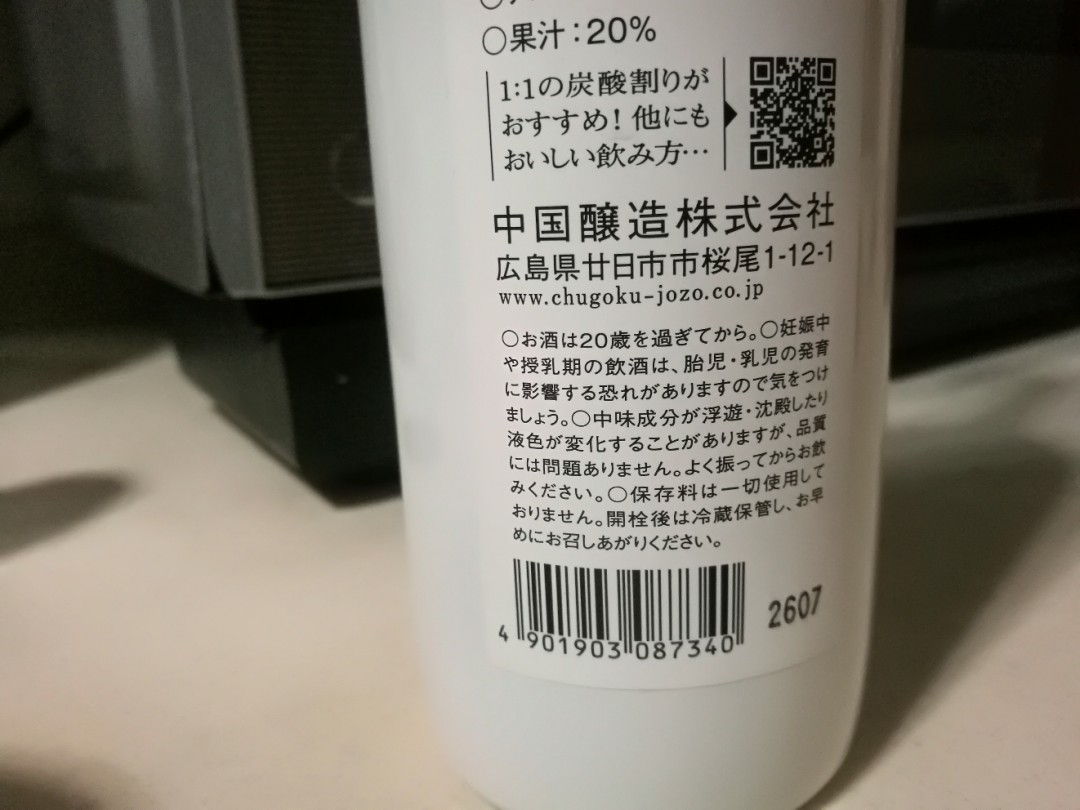 ○果汁:20%
1:1の炭酸割りが
おすすめ! 他にも
おいしい飲み方…
中国醸造株式会社
広島県廿日市市桜尾1-12-1
www.chugoku-jozo.co.jp
○お酒は20歳を過ぎてから。○妊娠中
や授乳期の飲酒は、胎児・乳児の発育
に影響する恐れがありますので気をつけ
ましょう。○中味成分が浮遊・沈殿したり
液色が変化することがありますが、品質
には問題ありません。よく振ってからお飲
みください。○保存料は一切使用して
おりません。開栓後は冷蔵保管し、お早
めにお召しあがりください。
2607
4 901903 087340